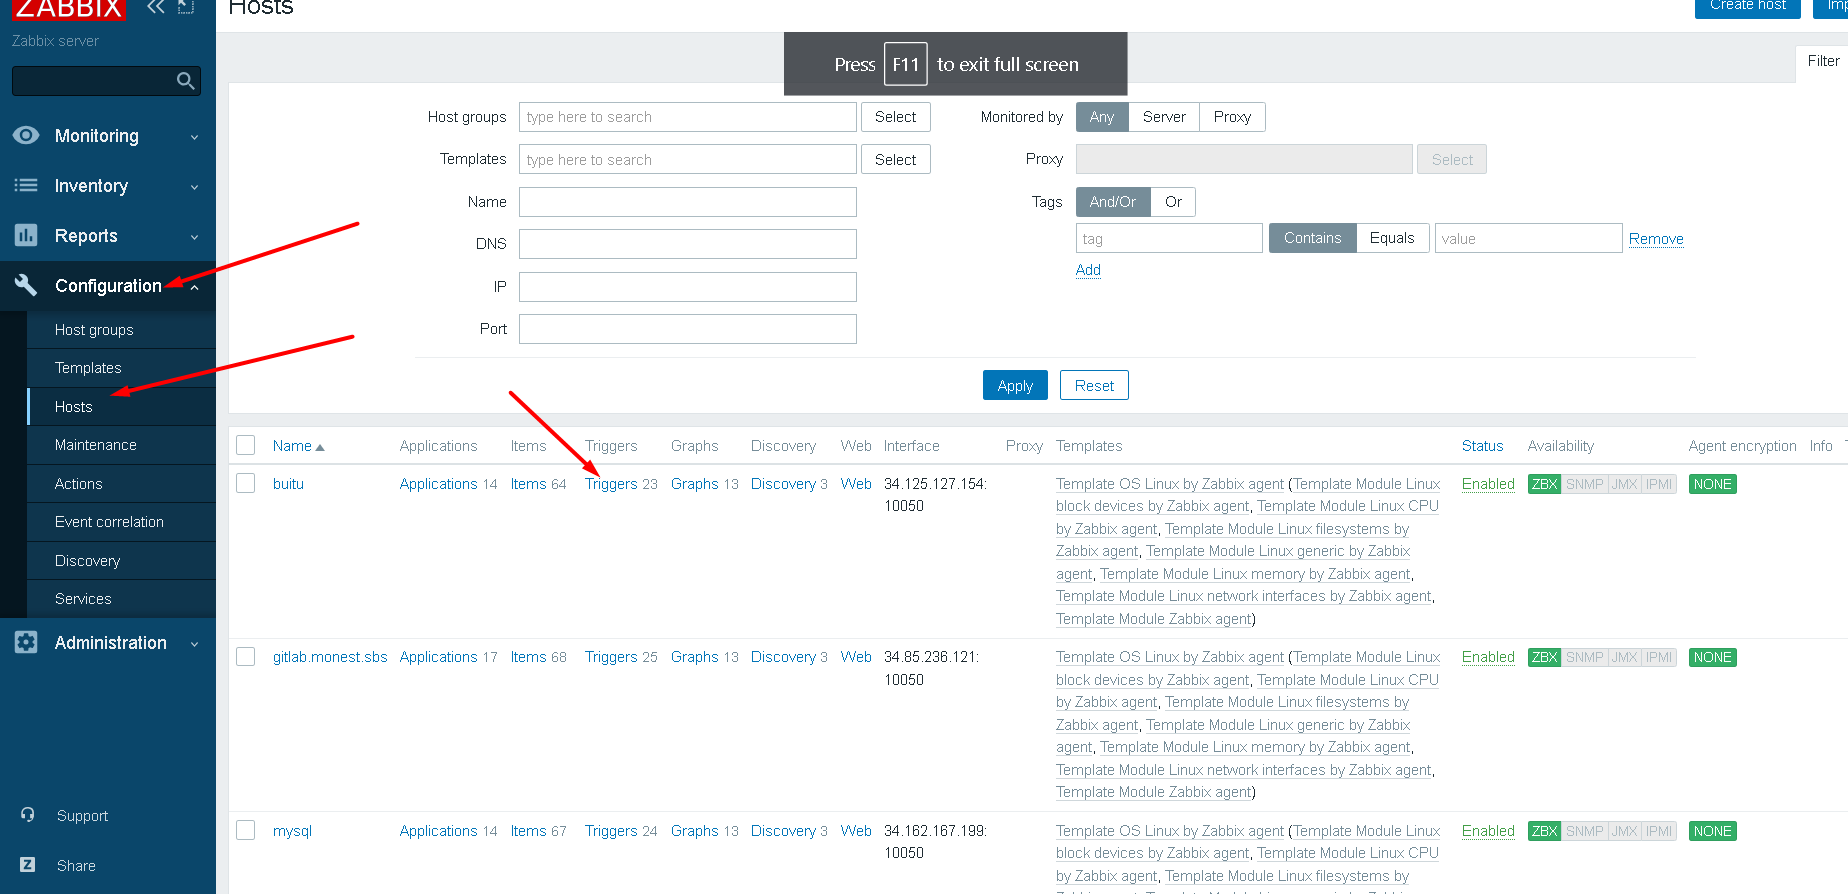 ZABBIX
Zabbix server
Monitoring
Inventory
Reports
Configuration
Host groups
Templates
Hosts
Maintenance
Actions
Event correlation
Discovery
Services
Administration
Support
Z Share
Hosts
Create host
Press F11 to exit full screen
Filter
Host groups type here to search Select
Templates type here to search Select
Name
DNS
IP
Port
Monitored by Any Server Proxy
Proxy Select
Tags And/Or Or
tag Contains Equals value Remove
Add
Apply Reset
Name Applications Items Triggers Graphs Discovery Web Interface Proxy Templates Status Availability Agent encryption Info
buitu Applications 14 Items 64 Triggers 23 Graphs 13 Discovery 3 Web 34.125.127.154: Template OS Linux by Zabbix agent (Template Module Linux Enabled ZBX SNMP JMX IPMI NONE
10050 block devices by Zabbix agent, Template Module Linux CPU
by Zabbix agent, Template Module Linux filesystems by
Zabbix agent, Template Module Linux generic by Zabbix
agent, Template Module Linux memory by Zabbix agent,
Template Module Linux network interfaces by Zabbix agent,
Template Module Zabbix agent)
gitlab.monest.sbs Applications 17 Items 68 Triggers 25 Graphs 13 Discovery 3 Web 34.85.236.121: Template OS Linux by Zabbix agent (Template Module Linux Enabled ZBX SNMP JMX IPMI NONE
10050 block devices by Zabbix agent, Template Module Linux CPU
by Zabbix agent, Template Module Linux filesystems by
Zabbix agent, Template Module Linux generic by Zabbix
agent, Template Module Linux memory by Zabbix agent,
Template Module Linux network interfaces by Zabbix agent,
Template Module Zabbix agent)
mysql Applications 14 Items 67 Triggers 24 Graphs 13 Discovery 3 Web 34.162.167.199: Template OS Linux by Zabbix agent (Template Module Linux Enabled ZBX SNMP JMX IPMI NONE
10050 block devices by Zabbix agent, Template Module Linux CPU
by Zabbix agent, Template Module Linux filesystems by